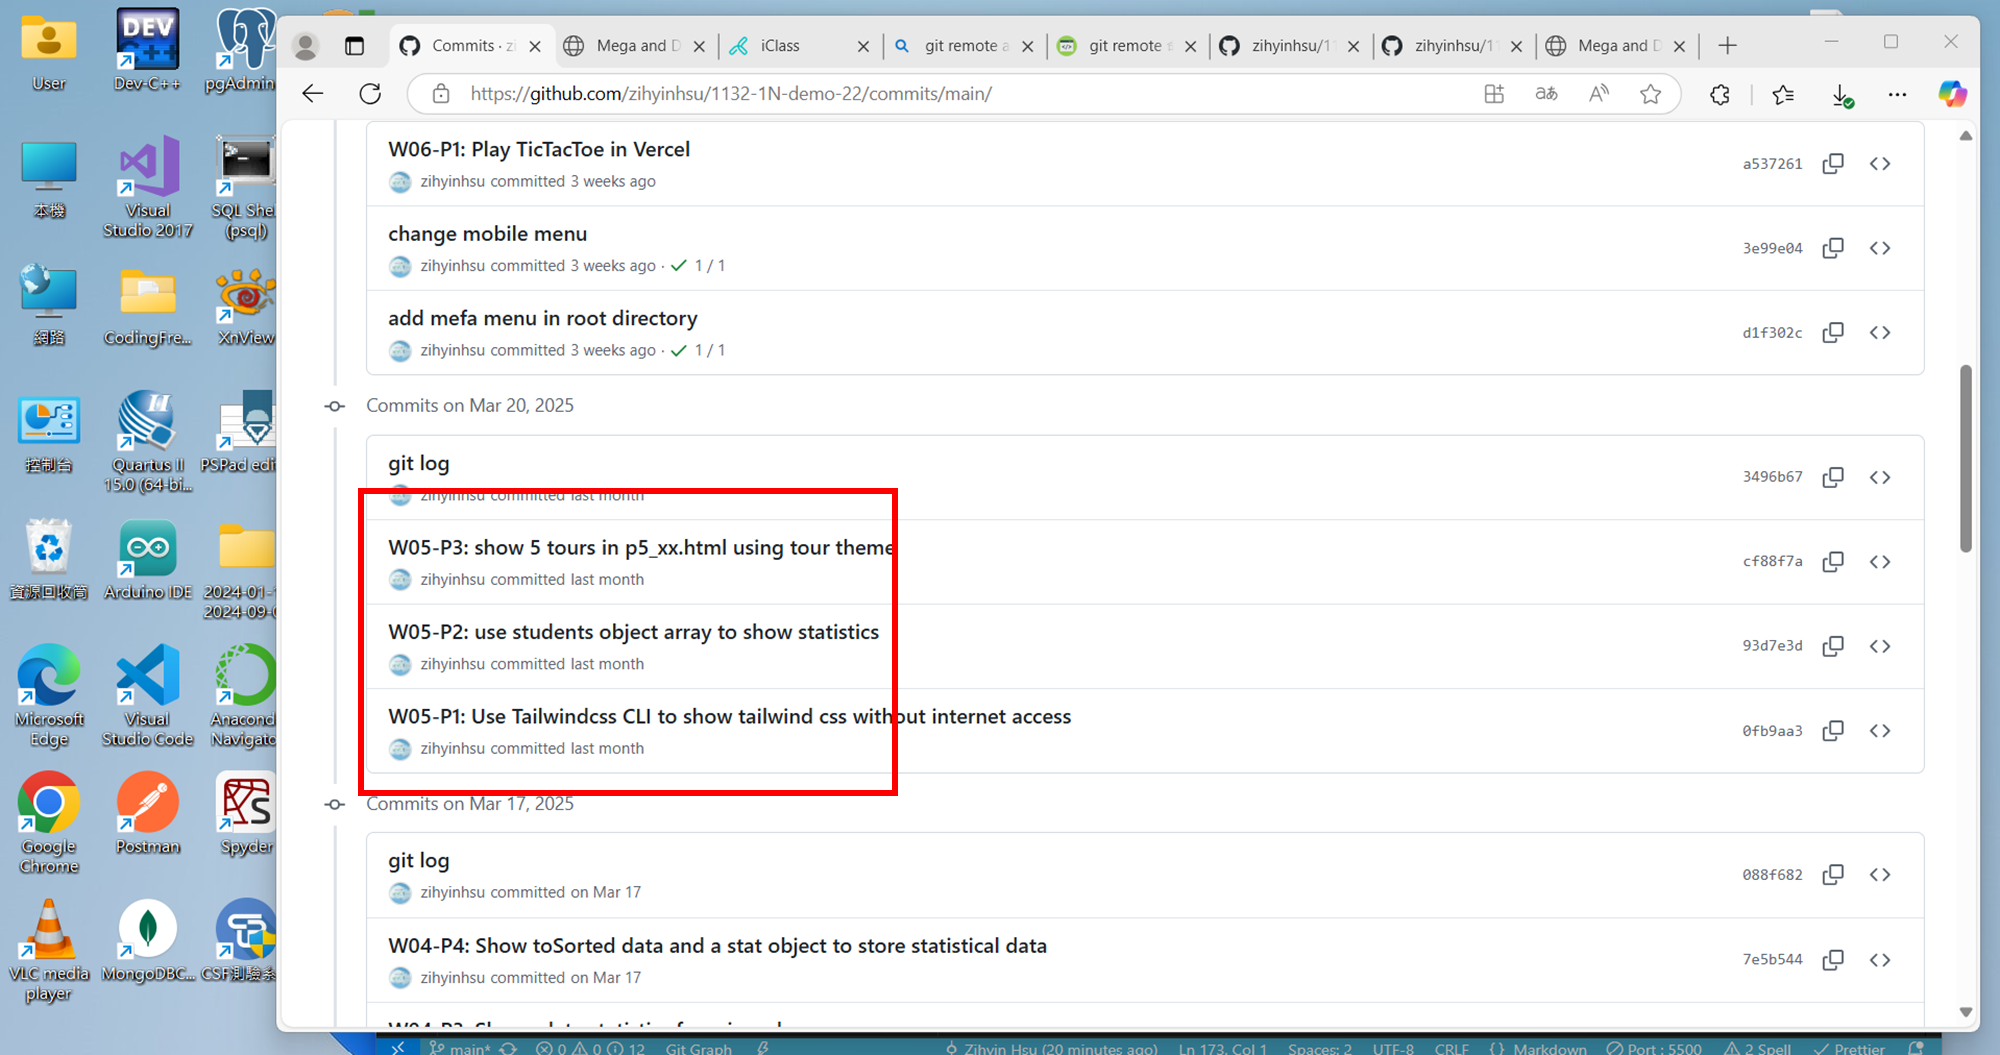 User
Dev-C++
pgAdmin
本機
Visual
Studio 2017
SQL She
(psql)
網路
CodingFre...
XnView
控制台
Quartus II
15.0 (64-bi...
PSPad edit
資源回收筒
Arduino IDE
2024-01-1
2024-09-0
Microsoft
Edge
Visual
Studio Code
Anacond
Navigato
Google
Chrome
Postman
Spyder
VLC media
player
MongoDBC...
CSF測驗系
Commits · zi
Mega and D
iClass
git remote a
git remote
zihyinhsu/11
zihyinhsu/11
Mega and D
https://github.com/zihyinhsu/1132-1N-demo-22/commits/main/
W06-P1: Play TicTacToe in Vercel
zihyinhsu committed 3 weeks ago
a537261
change mobile menu
zihyinhsu committed 3 weeks ago · ✓ 1 / 1
3e99e04
add mefa menu in root directory
zihyinhsu committed 3 weeks ago · ✓ 1 / 1
d1f302c
Commits on Mar 20, 2025
git log
zihyinhsu committed last month
3496b67
W05-P3: show 5 tours in p5_xx.html using tour theme
zihyinhsu committed last month
cf88f7a
W05-P2: use students object array to show statistics
zihyinhsu committed last month
93d7e3d
W05-P1: Use Tailwindcss CLI to show tailwind css without internet access
zihyinhsu committed last month
0fb9aa3
Commits on Mar 17, 2025
git log
zihyinhsu committed on Mar 17
088f682
W04-P4: Show toSorted data and a stat object to store statistical data
zihyinhsu committed on Mar 17
7e5b544
main* 0 0 12 Git Graph Zihyin Hsu (20 minutes ago) Ln 173, Col 1 Spaces: 2 UTF-8 CRLF {} Markdown Port : 5500 2 Spell Prettier